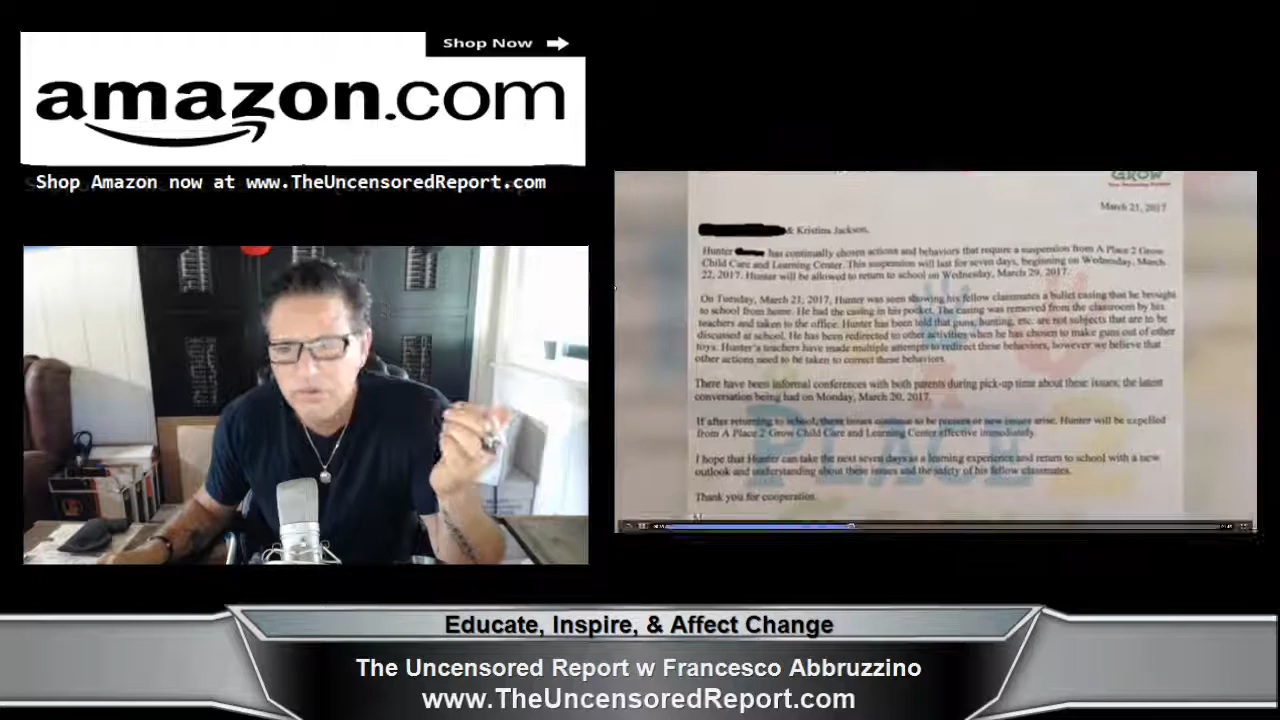 Shop Now
amazon.com
Shop Amazon now at www.TheUncensoredReport.com
GROW
March 21, 2017
& Kristina Jackson,
Hunter has continually chosen actions and behaviors that require a suspension from A Place 2 Grow
Child Care and Learning Center. This suspension will last for seven days, beginning on Wednesday, March
22, 2017. Hunter will be allowed to return to school on Wednesday, March 29, 2017.
On Tuesday, March 21, 2017, Hunter was seen showing his fellow classmates a bullet casing that he brought
to school from home. He had the casing in his pocket. The casing was removed from the classroom by his
teachers and taken to the office. Hunter has been told that guns, hunting, etc. are not subjects that are to be
discussed at school. He has been redirected to other activities when he has chosen to make guns out of other
toys. Hunter's teachers have made multiple attempts to redirect these behaviors, however we believe that
other actions need to be taken to correct these behaviors.
There have been informal conferences with both parents during pick-up time about these issues; the latest
conversation being had on Monday, March 20, 2017.
If after returning to school, these issues continue to be present or new issues arise, Hunter will be expelled
from A Place 2 Grow Child Care and Learning Center effective immediately.
I hope that Hunter can take the next seven days as a learning experience and return to school with a new
outlook and understanding about these issues and the safety of his fellow classmates.
Thank you for cooperation.
A
PLACE 2
Educate, Inspire, & Affect Change
The Uncensored Report w Francesco Abbruzzino
www.TheUncensoredReport.com